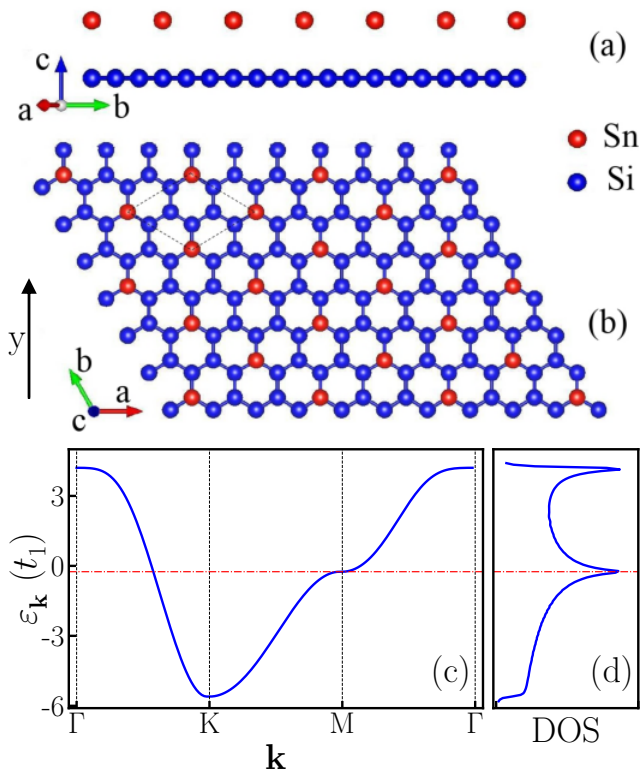 (a)
c
a
b
Sn
Si
y
(b)
b
c
a
ε_k (t_1)
3
0
-3
-6
(c)
(d)
Γ
K
M
Γ
k
DOS